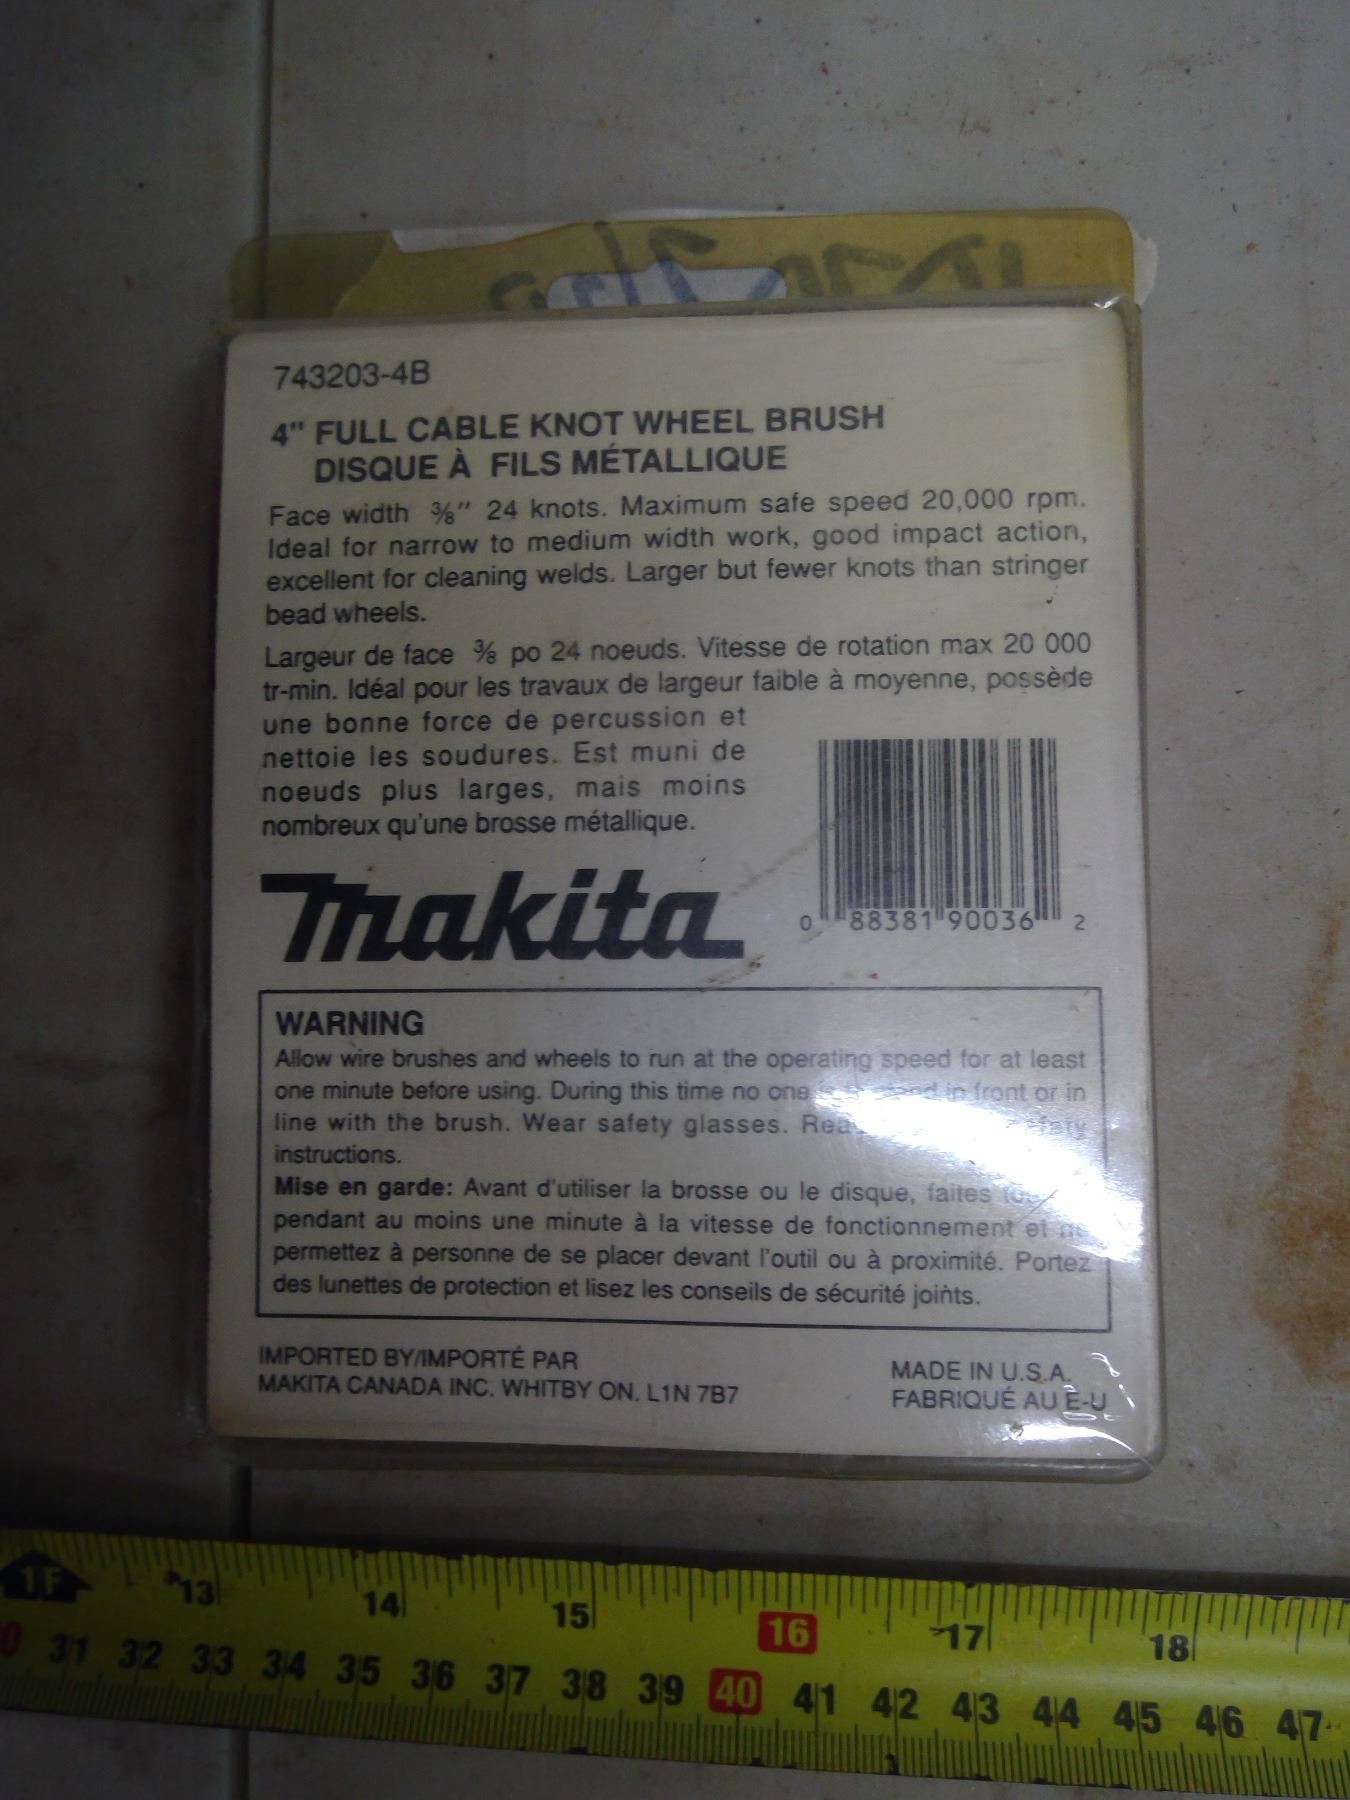 743203-4B
4" FULL CABLE KNOT WHEEL BRUSH
DISQUE À FILS MÉTALLIQUE
Face width ⅜" 24 knots. Maximum safe speed 20,000 rpm.
Ideal for narrow to medium width work, good impact action,
excellent for cleaning welds. Larger but fewer knots than stringer
bead wheels.
Largeur de face ⅜ po 24 noeuds. Vitesse de rotation max 20 000
tr-min. Idéal pour les travaux de largeur faible à moyenne, possède
une bonne force de percussion et
nettoie les soudures. Est muni de
noeuds plus larges, mais moins
nombreux qu'une brosse métallique.
makita
0 88381 90036 2
WARNING
Allow wire brushes and wheels to run at the operating speed for at least
one minute before using. During this time no one in front or in
line with the brush. Wear safety glasses. safety
instructions.
Mise en garde: Avant d'utiliser la brosse ou le disque, faites
pendant au moins une minute à la vitesse de fonctionnement et
permettez à personne de se placer devant l'outil ou à proximité. Portez
des lunettes de protection et lisez les conseils de sécurité joints.
IMPORTED BY/IMPORTÉ PAR
MAKITA CANADA INC. WHITBY ON. L1N 7B7
MADE IN U.S.A.
FABRIQUÉ AU É-U
1F 13 14 15 16 17 18
31 32 33 34 35 36 37 38 39 40 41 42 43 44 45 46 47